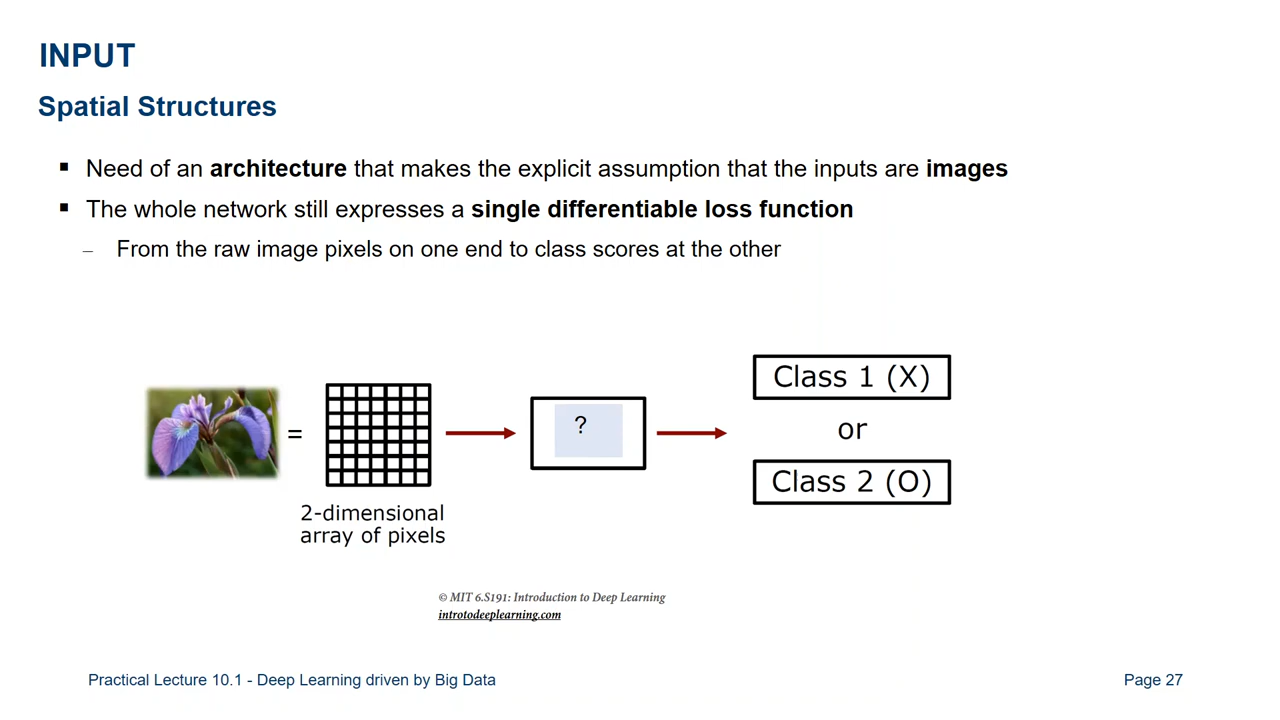 INPUT
Spatial Structures
▪ Need of an architecture that makes the explicit assumption that the inputs are images
▪ The whole network still expresses a single differentiable loss function
– From the raw image pixels on one end to class scores at the other
=
2-dimensional
array of pixels
?
Class 1 (X)
or
Class 2 (O)
© MIT 6.S191: Introduction to Deep Learning
introtodeeplearning.com
Practical Lecture 10.1 - Deep Learning driven by Big Data
Page 27